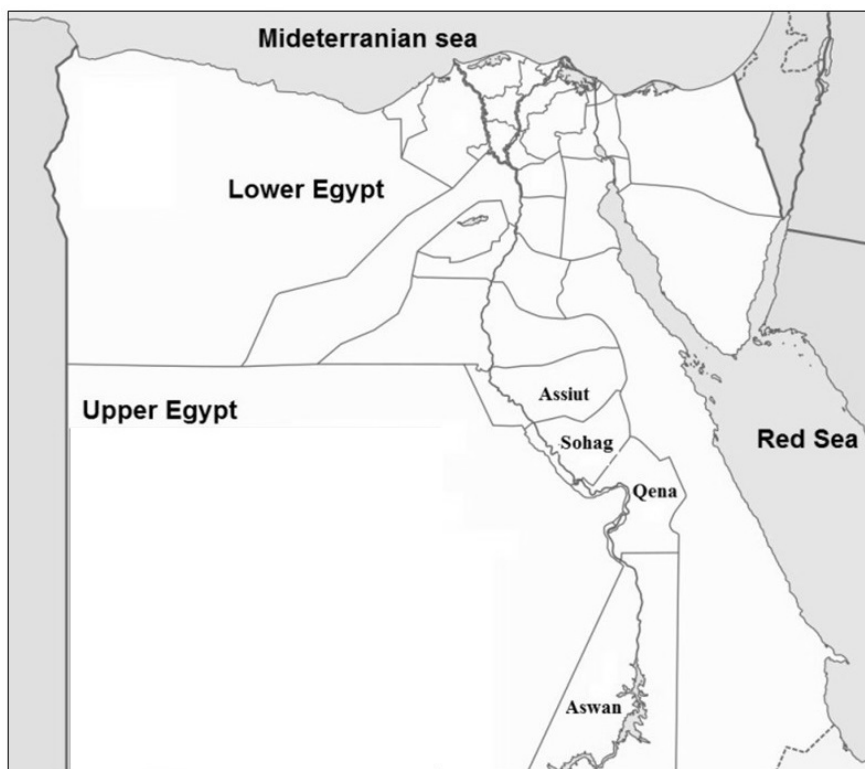 Mideterranian sea
Lower Egypt
Upper Egypt
Assiut
Sohag
Red Sea
Qena
Aswan